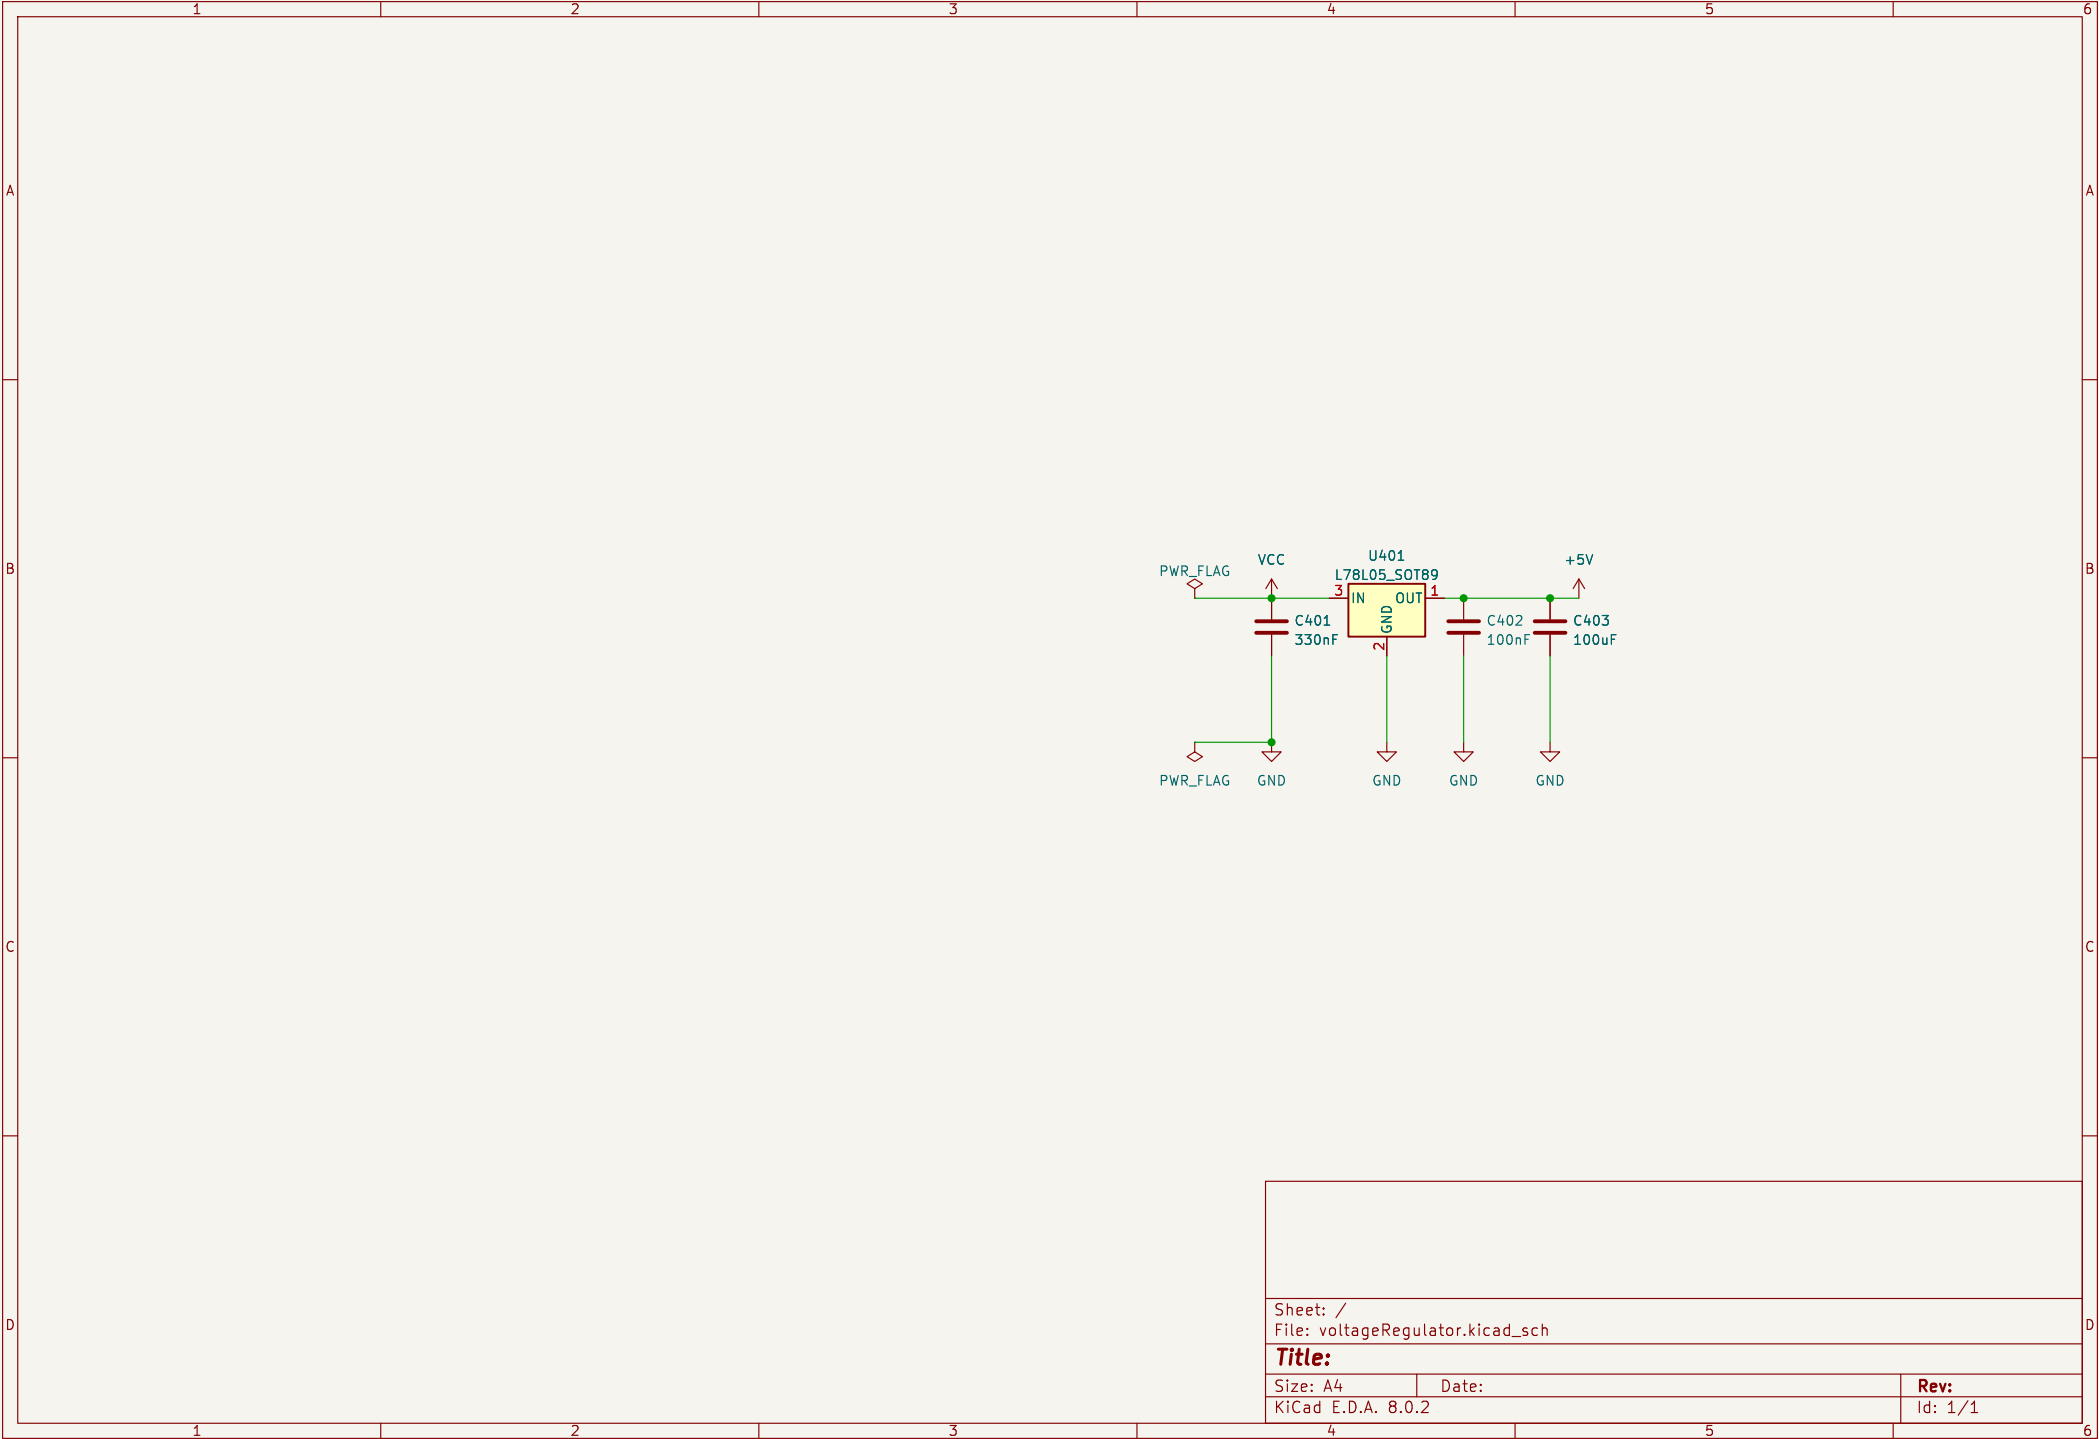 1 2 3 4 5 6
A A
VCC U401 +5V
PWR_FLAG L78L05_SOT89
B B
3 IN OUT 1
GND
2
C401 C402 C403
330nF 100nF 100uF
PWR_FLAG GND GND GND GND
C C
Sheet: /
File: voltageRegulator.kicad_sch
D D
Title:
Size: A4 Date: Rev:
KiCad E.D.A. 8.0.2 Id: 1/1
1 2 3 4 5 6